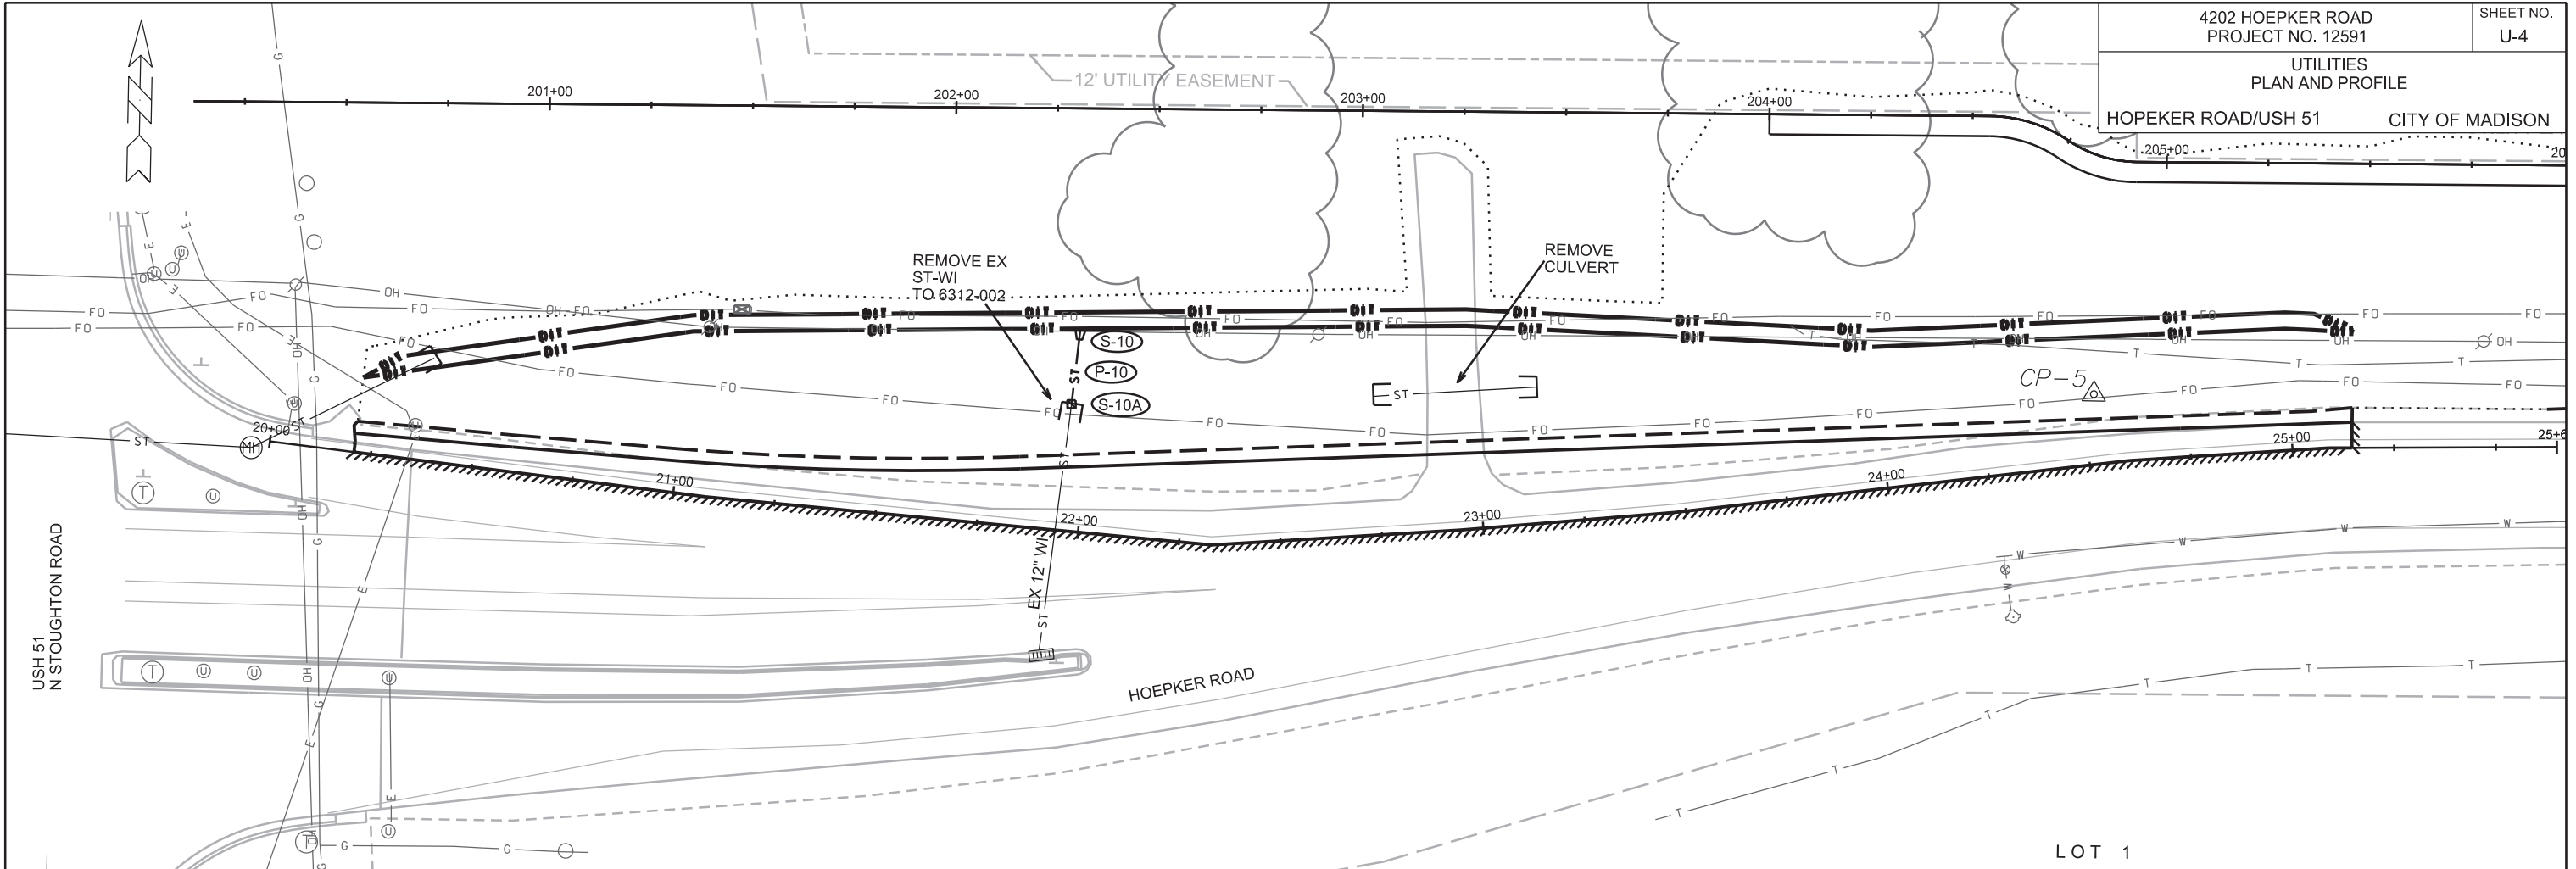 4202 HOEPKER ROAD
PROJECT NO. 12591
SHEET NO.
U-4
UTILITIES
PLAN AND PROFILE
HOPEKER ROAD/USH 51
CITY OF MADISON
12' UTILITY EASEMENT
201+00
202+00
203+00
204+00
205+00
20
REMOVE EX
ST-WI
TO 6312-002
REMOVE
CULVERT
S-10
P-10
S-10A
CP-5
MH
20+00
21+00
22+00
23+00
24+00
25+00
EX 12" WI
USH 51
N STOUGHTON ROAD
HOEPKER ROAD
LOT 1